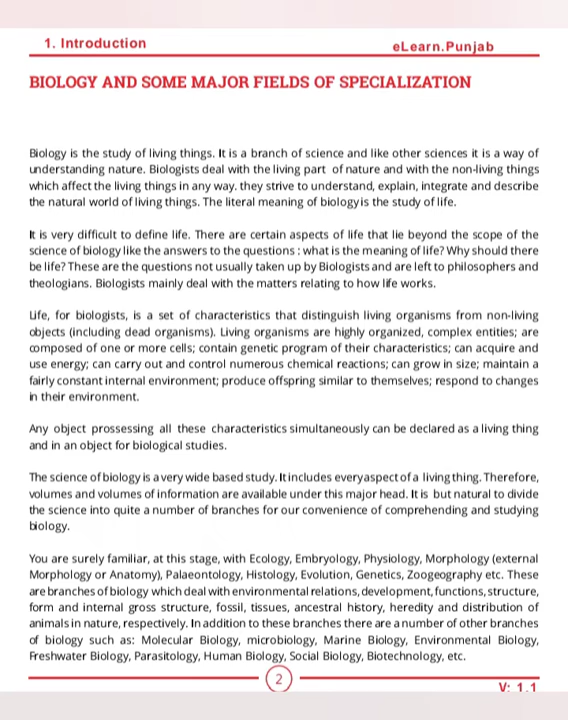 1. Introduction
eLearn.Punjab
BIOLOGY AND SOME MAJOR FIELDS OF SPECIALIZATION
Biology is the study of living things. It is a branch of science and like other sciences it is a way of
understanding nature. Biologists deal with the living part of nature and with the non-living things
which affect the living things in any way. they strive to understand, explain, integrate and describe
the natural world of living things. The literal meaning of biology is the study of life.
It is very difficult to define life. There are certain aspects of life that lie beyond the scope of the
science of biology like the answers to the questions : what is the meaning of life? Why should there
be life? These are the questions not usually taken up by Biologists and are left to philosophers and
theologians. Biologists mainly deal with the matters relating to how life works.
Life, for biologists, is a set of characteristics that distinguish living organisms from non-living
objects (including dead organisms). Living organisms are highly organized, complex entities; are
composed of one or more cells; contain genetic program of their characteristics; can acquire and
use energy; can carry out and control numerous chemical reactions; can grow in size; maintain a
fairly constant internal environment; produce offspring similar to themselves; respond to changes
in their environment.
Any object prossessing all these characteristics simultaneously can be declared as a living thing
and in an object for biological studies.
The science of biology is a very wide based study. It includes every aspect of a living thing. Therefore,
volumes and volumes of information are available under this major head. It is but natural to divide
the science into quite a number of branches for our convenience of comprehending and studying
biology.
You are surely familiar, at this stage, with Ecology, Embryology, Physiology, Morphology (external
Morphology or Anatomy), Palaeontology, Histology, Evolution, Genetics, Zoogeography etc. These
are branches of biology which deal with environmental relations, development, functions, structure,
form and internal gross structure, fossil, tissues, ancestral history, heredity and distribution of
animals in nature, respectively. In addition to these branches there are a number of other branches
of biology such as: Molecular Biology, microbiology, Marine Biology, Environmental Biology,
Freshwater Biology, Parasitology, Human Biology, Social Biology, Biotechnology, etc.
2
V: 1.1